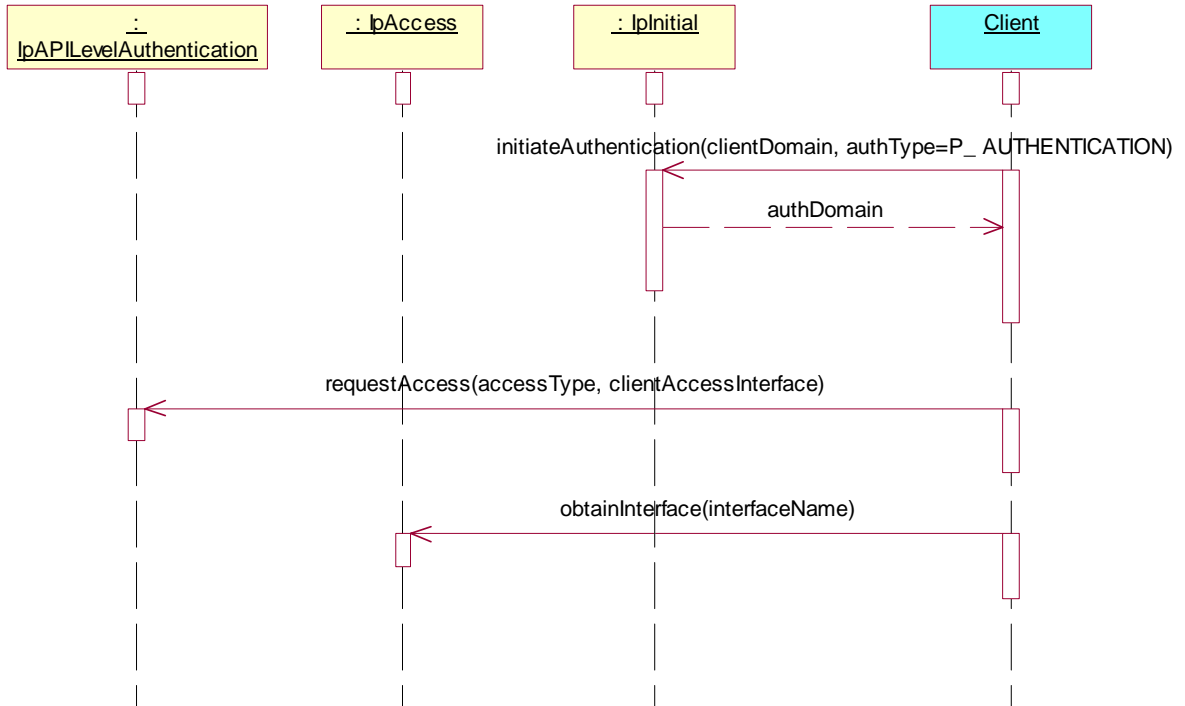 :
IpAPILevelAuthentication
: IpAccess
: IpInitial
Client
initiateAuthentication(clientDomain, authType=P_ AUTHENTICATION)
authDomain
requestAccess(accessType, clientAccessInterface)
obtainInterface(interfaceName)